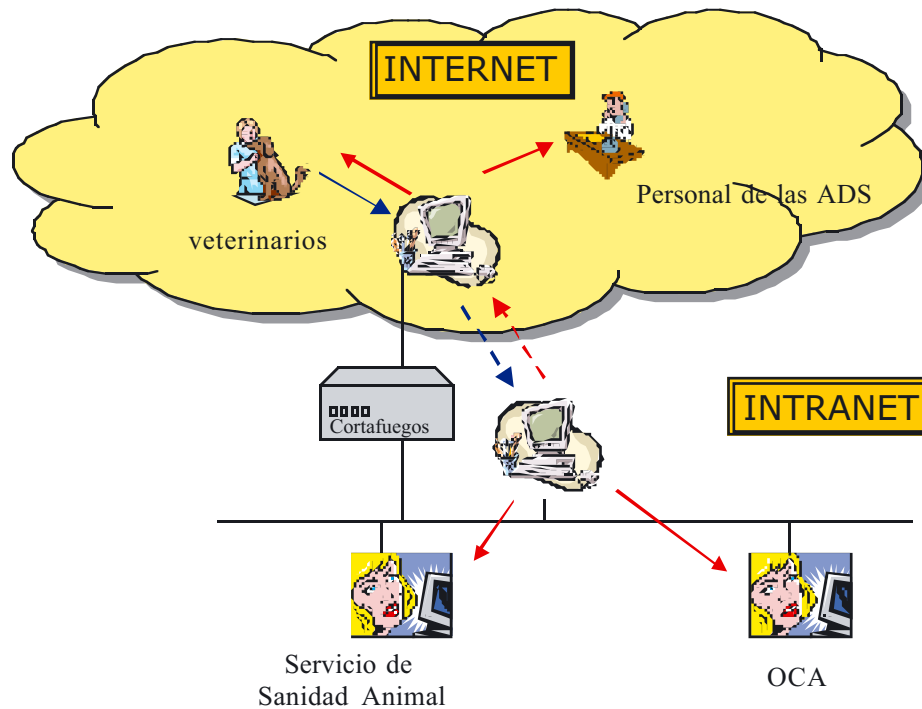 INTERNET
Personal de las ADS
veterinarios
Cortafuegos
INTRANET
Servicio de
Sanidad Animal
OCA